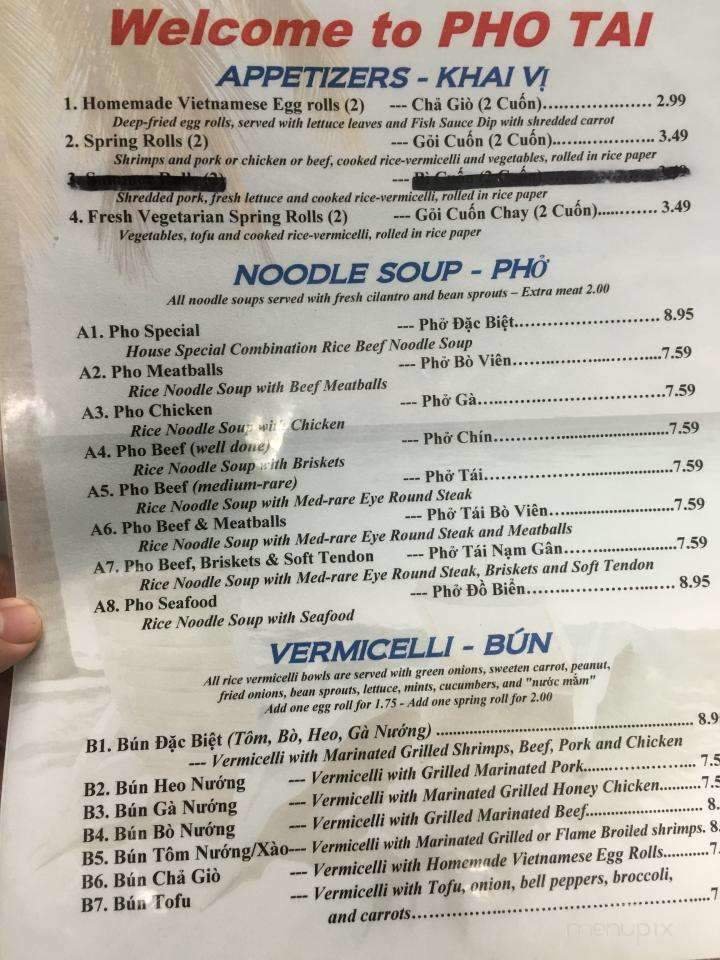 Welcome to PHO TAI
APPETIZERS - KHAI VỊ
1. Homemade Vietnamese Egg rolls (2) --- Chả Giò (2 Cuốn)..................... 2.99
Deep-fried egg rolls, served with lettuce leaves and Fish Sauce Dip with shredded carrot
2. Spring Rolls (2) --- Gỏi Cuốn (2 Cuốn)..................... 3.49
Shrimps and pork or chicken or beef, cooked rice-vermicelli and vegetables, rolled in rice paper
Shredded pork, fresh lettuce and cooked rice-vermicelli, rolled in rice paper
4. Fresh Vegetarian Spring Rolls (2) --- Gỏi Cuốn Chay (2 Cuốn)............ 3.49
Vegetables, tofu and cooked rice-vermicelli, rolled in rice paper
NOODLE SOUP - PHỞ
All noodle soups served with fresh cilantro and bean sprouts – Extra meat 2.00
A1. Pho Special --- Phở Đặc Biệt........................... 8.95
House Special Combination Rice Beef Noodle Soup
A2. Pho Meatballs --- Phở Bò Viên...........................7.59
Rice Noodle Soup with Beef Meatballs
A3. Pho Chicken --- Phở Gà...................................7.59
Rice Noodle Soup with Chicken
A4. Pho Beef (well done) --- Phở Chín.................................7.59
Rice Noodle Soup with Briskets
A5. Pho Beef (medium-rare) --- Phở Tái...................................7.59
Rice Noodle Soup with Med-rare Eye Round Steak
A6. Pho Beef & Meatballs --- Phở Tái Bò Viên......................7.59
Rice Noodle Soup with Med-rare Eye Round Steak and Meatballs
A7. Pho Beef, Briskets & Soft Tendon --- Phở Tái Nạm Gân....................7.59
Rice Noodle Soup with Med-rare Eye Round Steak, Briskets and Soft Tendon
A8. Pho Seafood --- Phở Đồ Biển........................... 8.95
Rice Noodle Soup with Seafood
VERMICELLI - BÚN
All rice vermicelli bowls are served with green onions, sweeten carrot, peanut,
fried onions, bean sprouts, lettuce, mints, cucumbers, and "nước mắm"
Add one egg roll for 1.75 - Add one spring roll for 2.00
B1. Bún Đặc Biệt (Tôm, Bò, Heo, Gà Nướng) ............................................. 8.9
--- Vermicelli with Marinated Grilled Shrimps, Beef, Pork and Chicken
B2. Bún Heo Nướng --- Vermicelli with Grilled Marinated Pork..................... 7.5
B3. Bún Gà Nướng --- Vermicelli with Marinated Grilled Honey Chicken.........7.5
B4. Bún Bò Nướng --- Vermicelli with Grilled Marinated Beef..................... 8.
B5. Bún Tôm Nướng/Xào--- Vermicelli with Marinated Grilled or Flame Broiled shrimps. 8.
B6. Bún Chả Giò --- Vermicelli with Homemade Vietnamese Egg Rolls...........7.
B7. Bún Tofu --- Vermicelli with Tofu, onion, bell peppers, broccoli,
and carrots.....................................................7
menupix